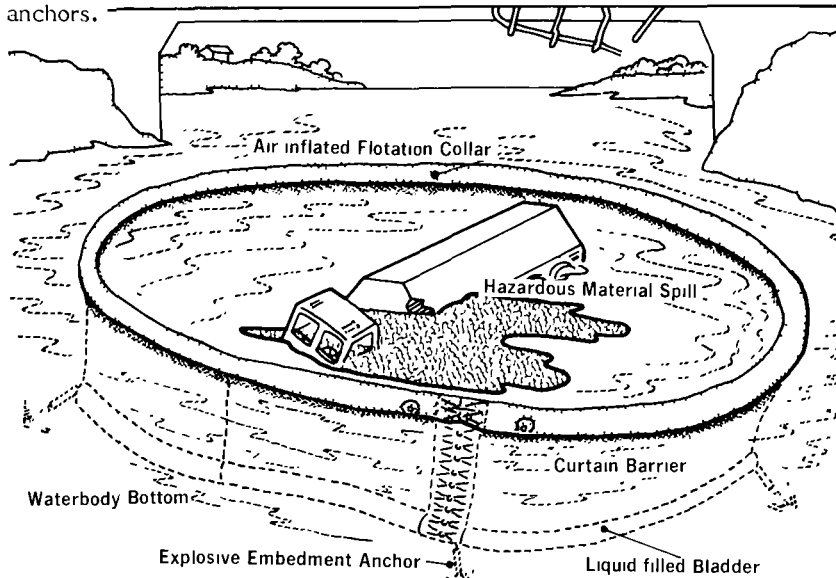 anchors.
Air inflated Flotation Collar
Hazardous Material Spill
Curtain Barrier
Waterbody Bottom
Explosive Embedment Anchor
Liquid filled Bladder